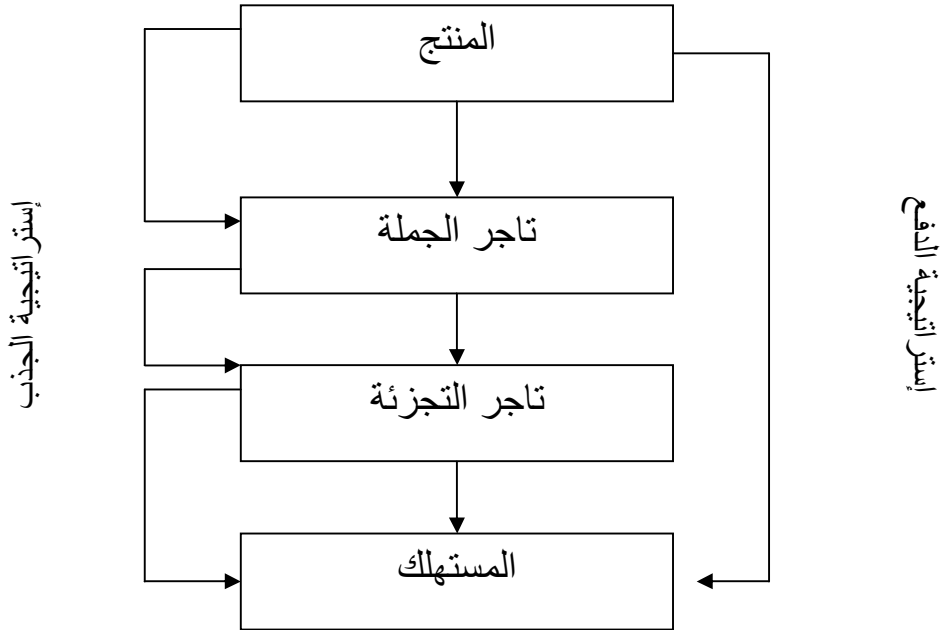 المنتج
تاجر الجملة
تاجر التجزئة
المستهلك
إستراتيجية الدفع
إستراتيجية الجذب